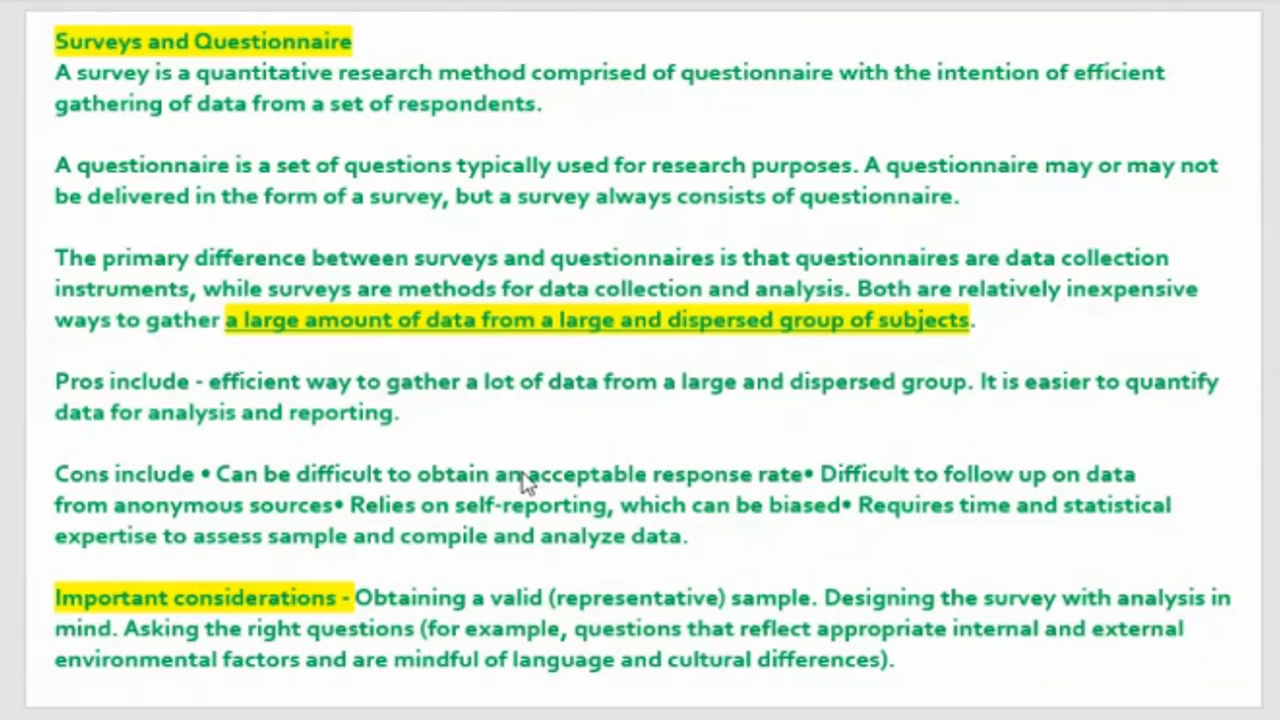 Surveys and Questionnaire
A survey is a quantitative research method comprised of questionnaire with the intention of efficient
gathering of data from a set of respondents.
A questionnaire is a set of questions typically used for research purposes. A questionnaire may or may not
be delivered in the form of a survey, but a survey always consists of questionnaire.
The primary difference between surveys and questionnaires is that questionnaires are data collection
instruments, while surveys are methods for data collection and analysis. Both are relatively inexpensive
ways to gather a large amount of data from a large and dispersed group of subjects.
Pros include - efficient way to gather a lot of data from a large and dispersed group. It is easier to quantify
data for analysis and reporting.
Cons include • Can be difficult to obtain an acceptable response rate• Difficult to follow up on data
from anonymous sources• Relies on self-reporting, which can be biased• Requires time and statistical
expertise to assess sample and compile and analyze data.
Important considerations - Obtaining a valid (representative) sample. Designing the survey with analysis in
mind. Asking the right questions (for example, questions that reflect appropriate internal and external
environmental factors and are mindful of language and cultural differences).